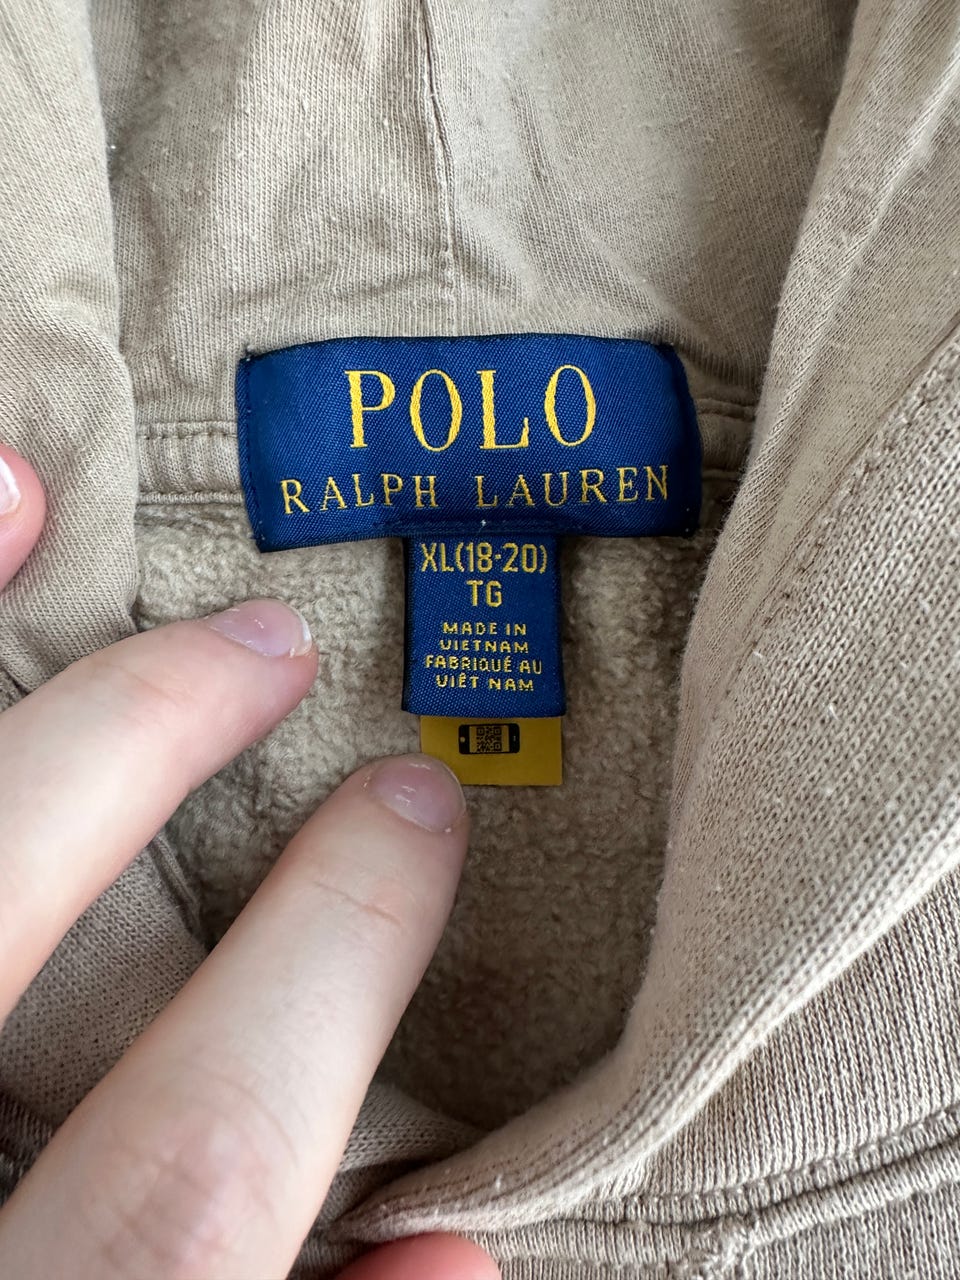 POLO
RALPH LAUREN
XL(18-20)
TG
MADE IN
VIETNAM
FABRIQUÉ AU
VIÊT NAM